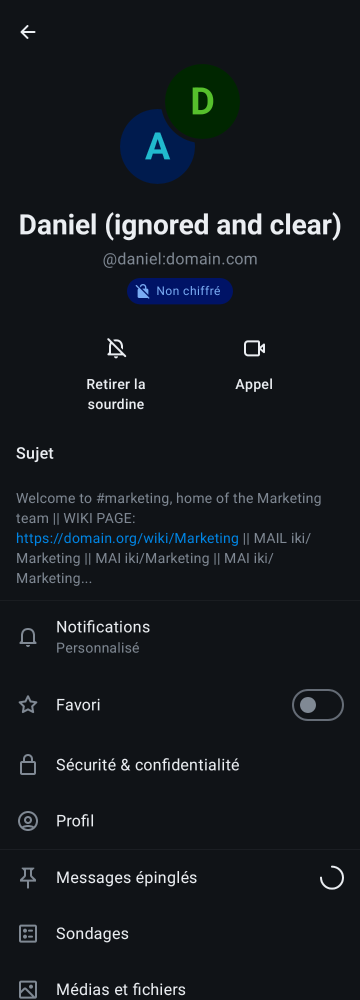 D
A
Daniel (ignored and clear)
@daniel:domain.com
Non chiffré
Retirer la
sourdine
Appel
Sujet
Welcome to #marketing, home of the Marketing
team || WIKI PAGE:
https://domain.org/wiki/Marketing || MAIL iki/
Marketing || MAI iki/Marketing || MAI iki/
Marketing...
Notifications
Personnalisé
Favori
Sécurité & confidentialité
Profil
Messages épinglés
Sondages
Médias et fichiers